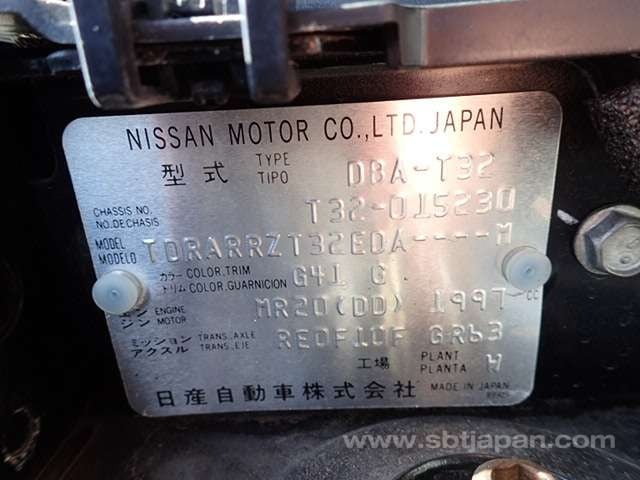 NISSAN MOTOR CO.,LTD. JAPAN
型式 TYPE TIPO DBA-T32
CHASSIS NO. NO.DECHASIS T32-015230
MODEL MODELO TDRARRZT32EDA----M
カラー トリム COLOR,TRIM COLOR,GUARNICION G41 G
エンジン ENGINE MOTOR MR20(DD) 1997 CC
ミッション アクスル TRANS.,AXLE TRANS.,EJE RE0F10F GR63
工場 PLANT PLANTA W
日産自動車株式会社 MADE IN JAPAN
www.sbtjapan.com